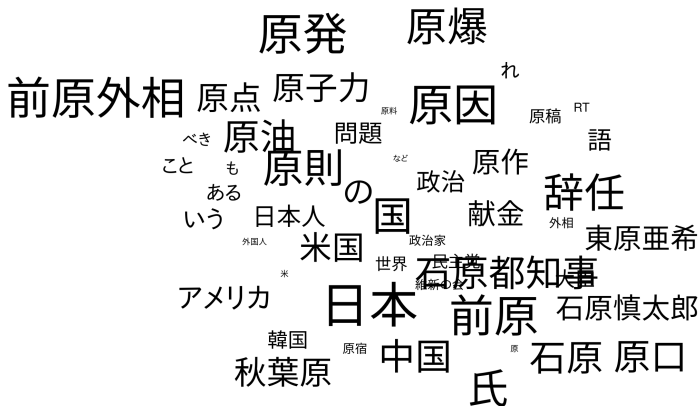 原発
原爆
れ
前原外相
原点
原子力
原料
原因
原稿
RT
べき
原油
問題
語
こと
も
原則
など
原作
ある
の
政治
辞任
いう
日本人
国
献金
外相
外国人
米国
政治家
東原亜希
世界
民主党
石原都知事
米
維新の会
アメリカ
日本
前原
石原慎太郎
韓国
原宿
中国
原
石原
原口
秋葉原
氏